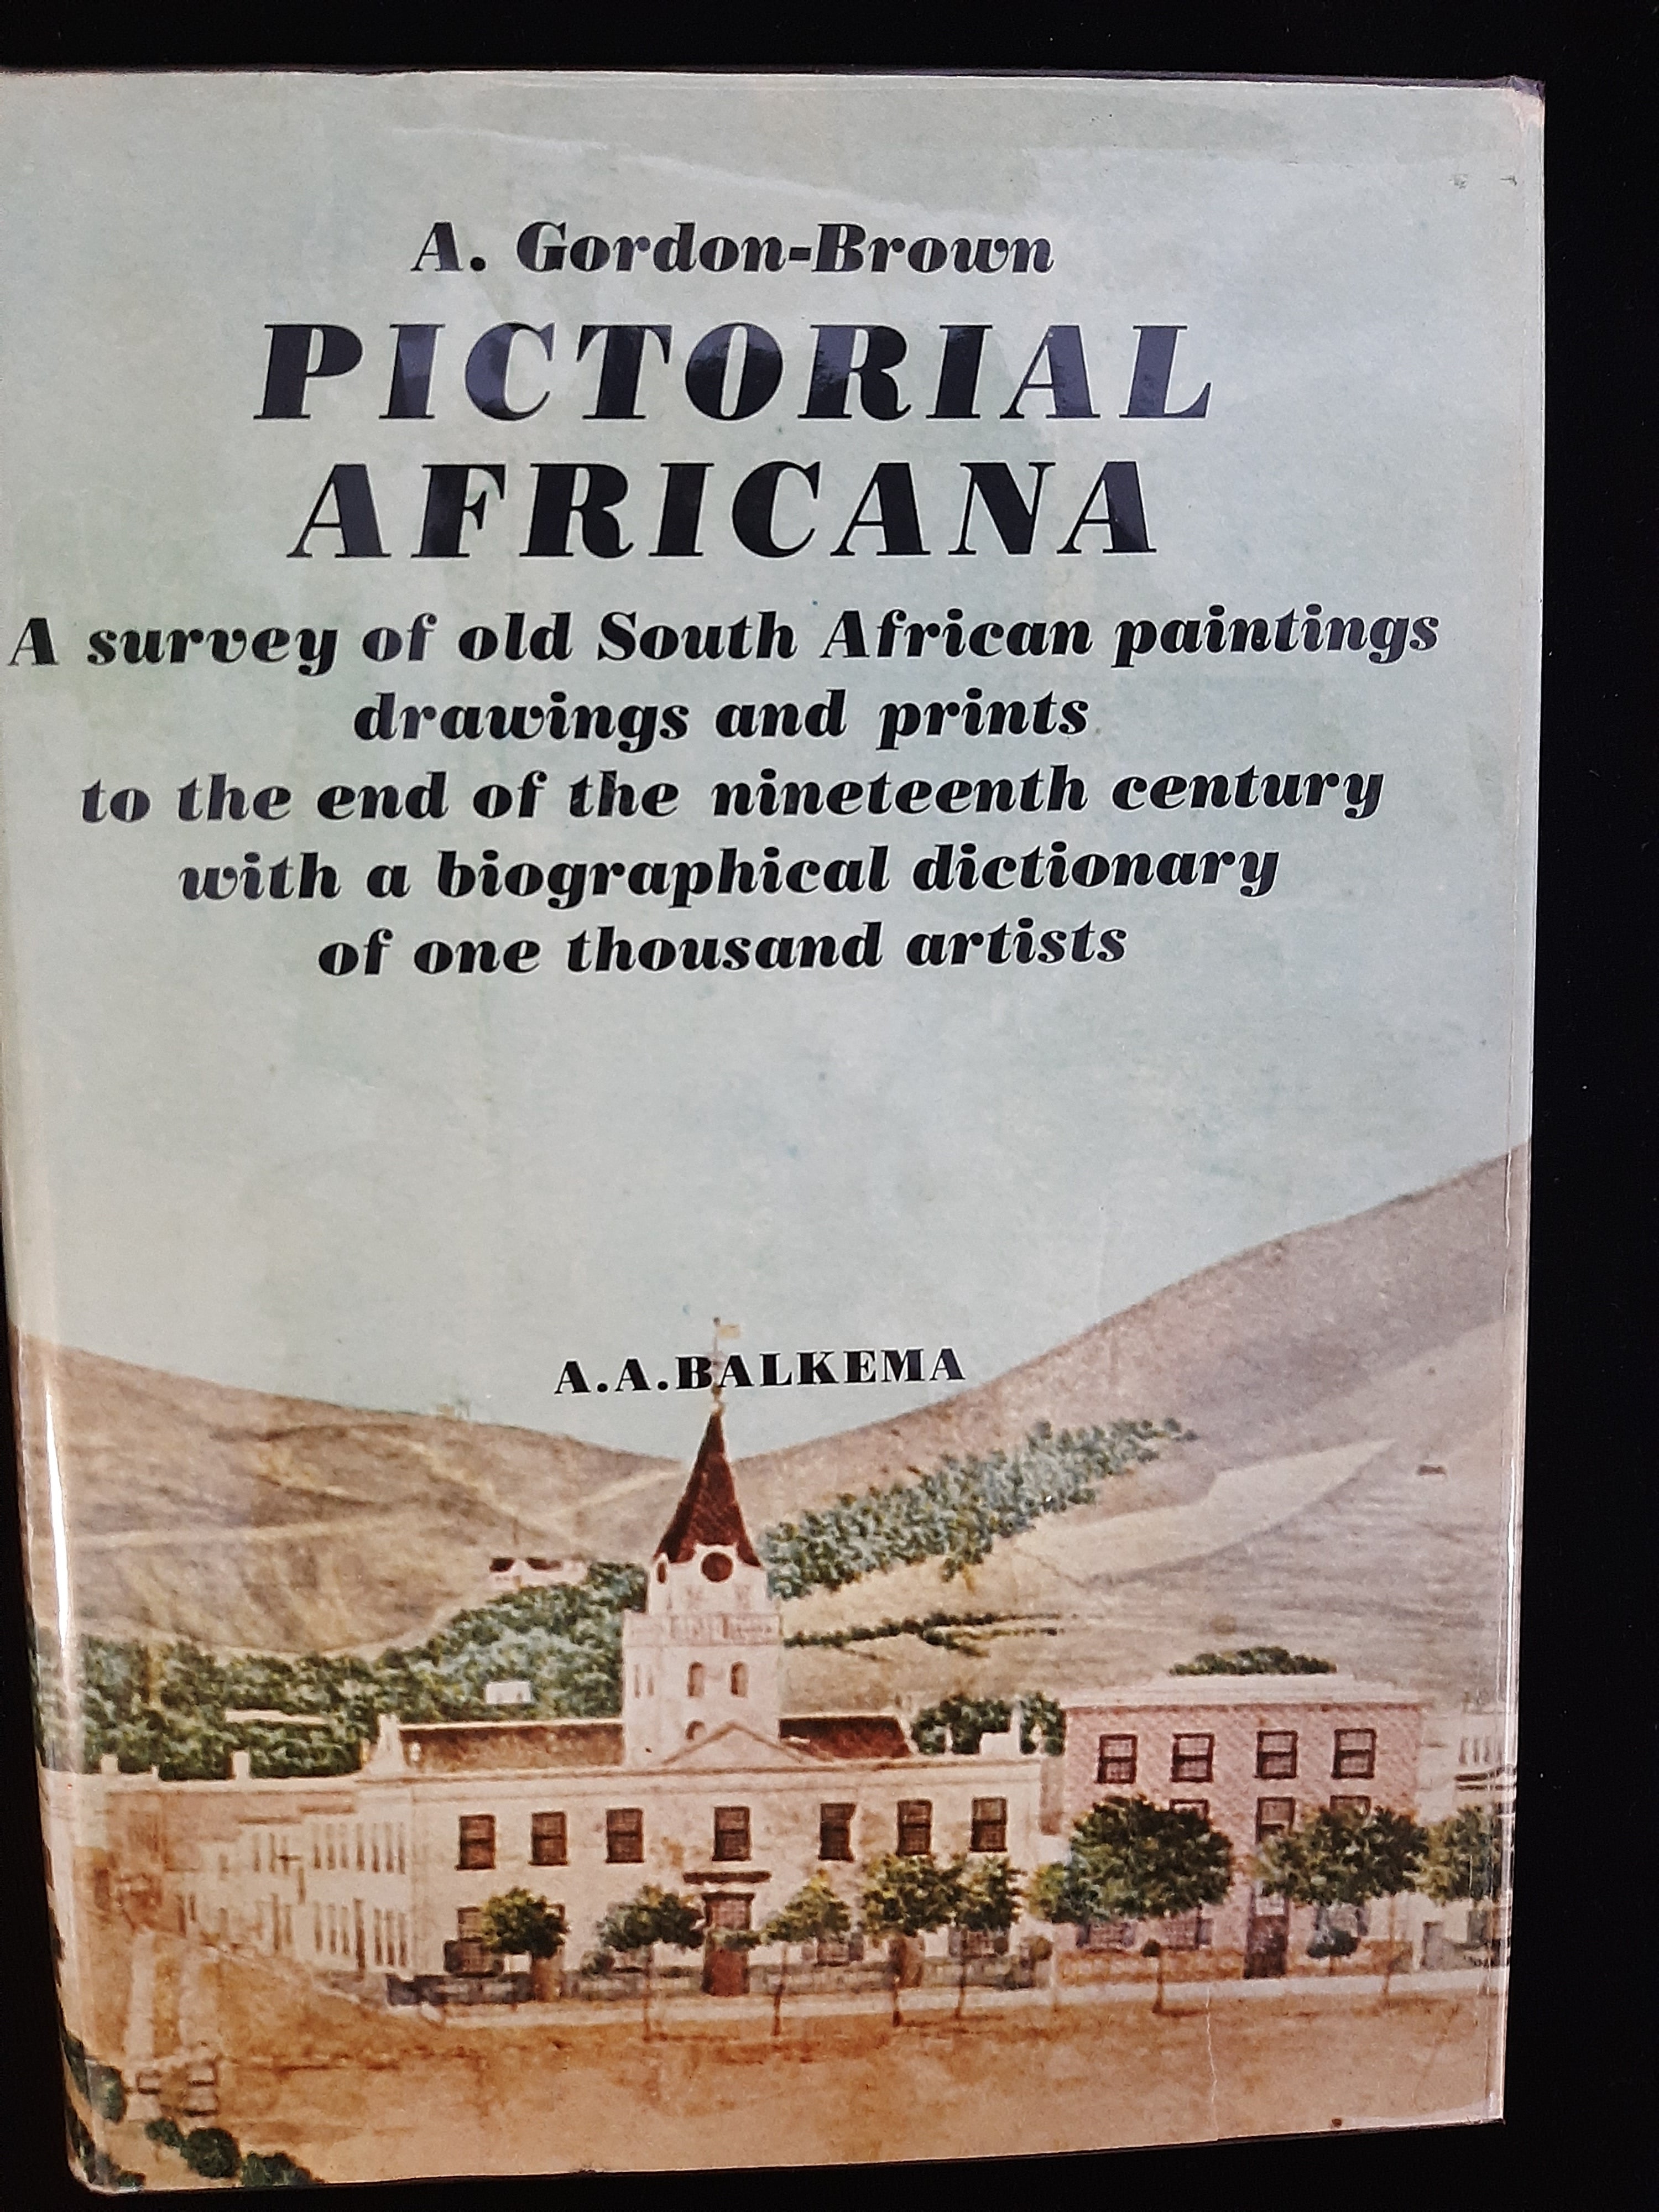 A. Gordon-Brown
PICTORIAL
AFRICANA
A survey of old South African paintings
drawings and prints
to the end of the nineteenth century
with a biographical dictionary
of one thousand artists
A.A.BALKEMA